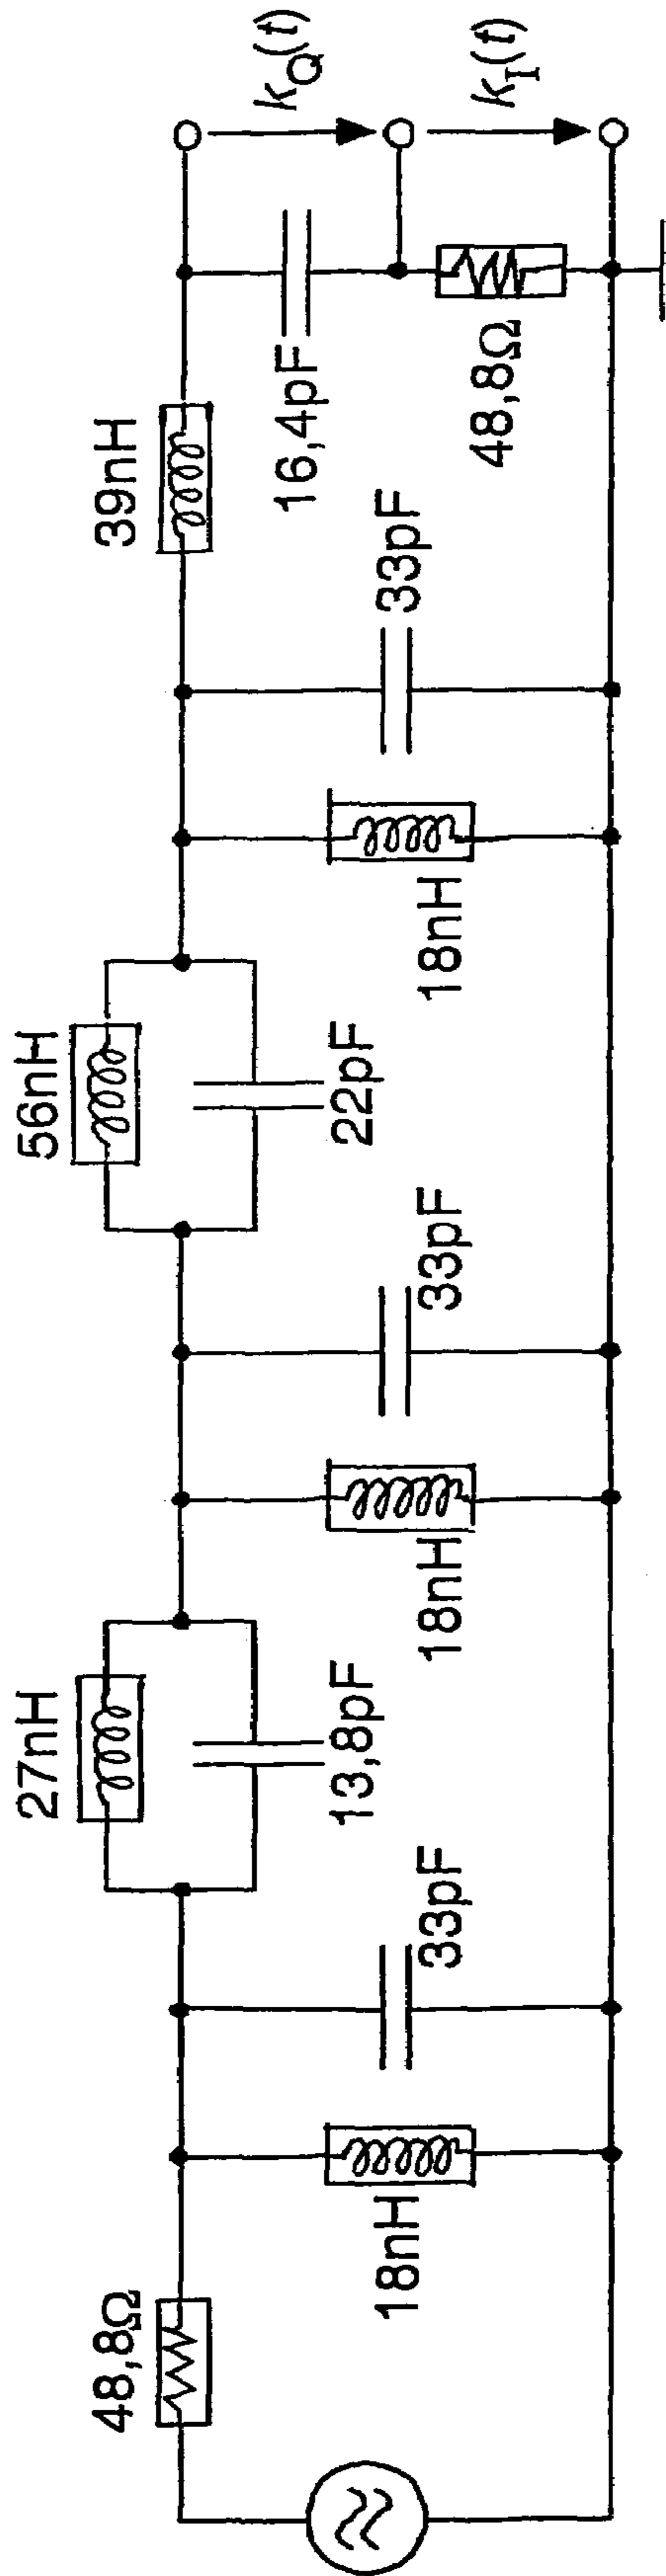 48,8Ω
18nH
33pF
27nH
13,8pF
18nH
33pF
56nH
22pF
18nH
33pF
39nH
16,4pF
48,8Ω
k_Q(t)
k_I(t)